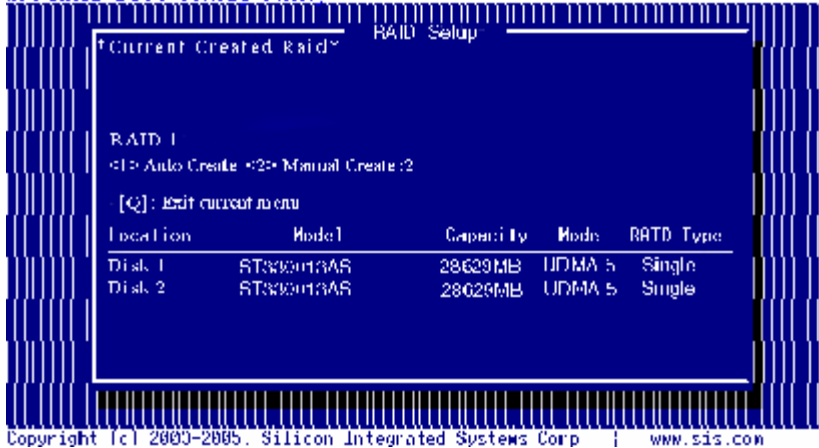 RAID Setup
*Current Created Raid*
RAID 1
<1> Auto Create <2> Manual Create :2
[Q]: Exit current menu
Location Model Capacity Mode RAID Type
Disk 1 ST330013AS 28629MB UDMA 5 Single
Disk 2 ST330013AS 28629MB UDMA 5 Single
Copyright (c) 2003-2005. Silicon Integrated Systems Corp | www.sis.com